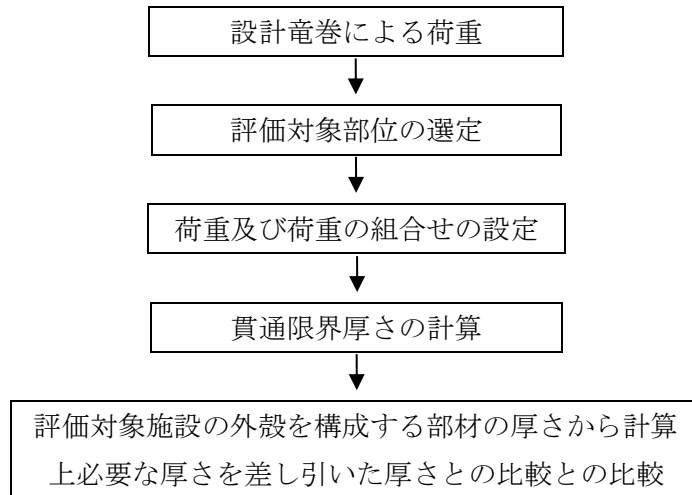 設計竜巻による荷重
評価対象部位の選定
荷重及び荷重の組合せの設定
貫通限界厚さの計算
評価対象施設の外殻を構成する部材の厚さから計算
上必要な厚さを差し引いた厚さとの比較との比較